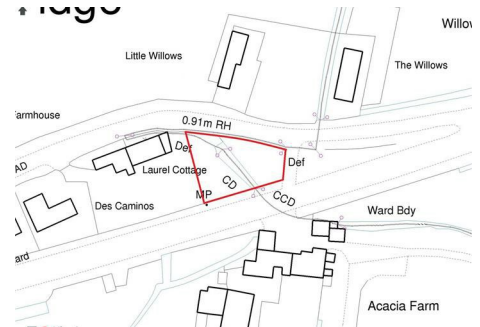 Willow
Little Willows
The Willows
armhouse
0.91m RH
Def
Def
Laurel Cottage
AD
CD
MP
CCD
Des Caminos
Ward Bdy
ard
Acacia Farm